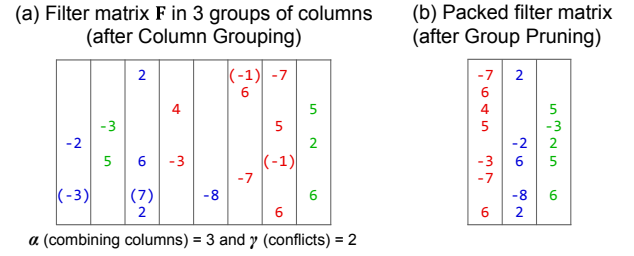 (a) Filter matrix F in 3 groups of columns
(after Column Grouping)
2 (-1) -7
6
4 5
-3 5
-2 2
5 6 -3 (-1)
-7
(-3) (7) -8 6
2 6
α (combining columns) = 3 and γ (conflicts) = 2
(b) Packed filter matrix
(after Group Pruning)
-7 2
6
4 5
5 -3
-2 2
-3 6 5
-7
-8 6
6 2